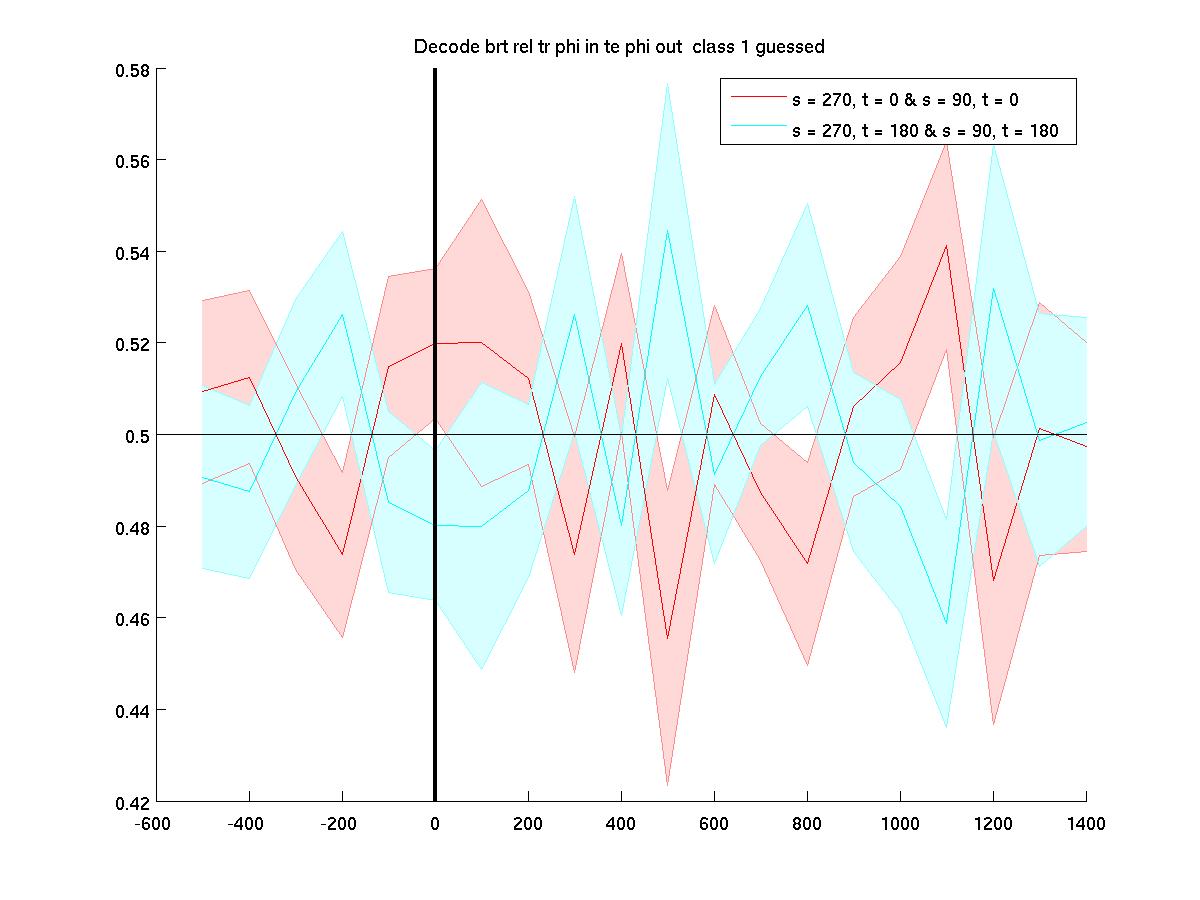 Decode brt rel tr phi in te phi out class 1 guessed
s = 270, t = 0 & s = 90, t = 0
s = 270, t = 180 & s = 90, t = 180
0.58
0.56
0.54
0.52
0.5
0.48
0.46
0.44
0.42
-600 -400 -200 0 200 400 600 800 1000 1200 1400